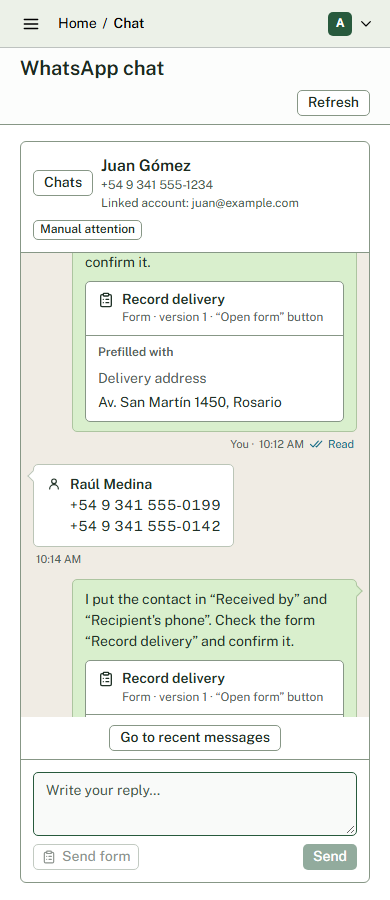 Home / Chat
A
WhatsApp chat
Refresh
Chats
Juan Gómez
+54 9 341 555-1234
Linked account: juan@example.com
Manual attention
confirm it.
Record delivery
Form · version 1 · “Open form” button
Prefilled with
Delivery address
Av. San Martín 1450, Rosario
You · 10:12 AM Read
Raúl Medina
+54 9 341 555-0199
+54 9 341 555-0142
10:14 AM
I put the contact in “Received by” and
“Recipient's phone”. Check the form
“Record delivery” and confirm it.
Record delivery
Form · version 1 · “Open form” button
Go to recent messages
Write your reply...
Send form
Send